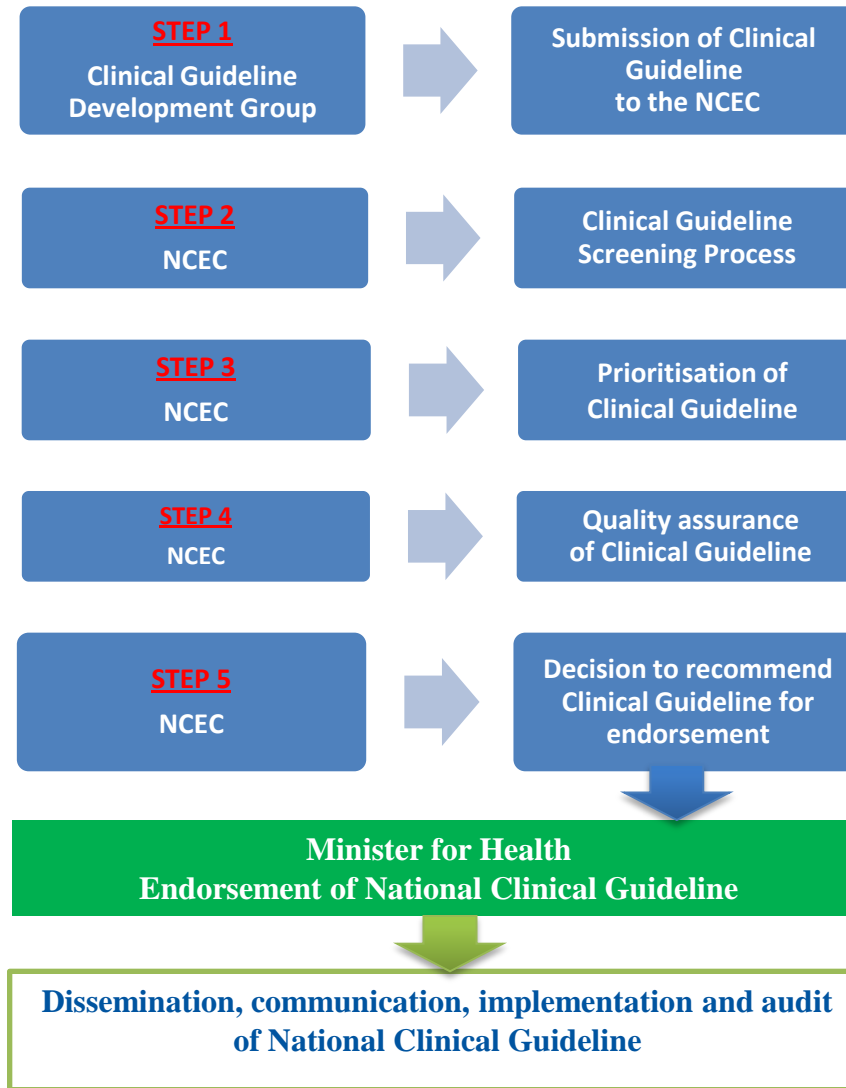 STEP 1
Clinical Guideline
Development Group
Submission of Clinical
Guideline
to the NCEC
STEP 2
NCEC
Clinical Guideline
Screening Process
STEP 3
NCEC
Prioritisation of
Clinical Guideline
STEP 4
NCEC
Quality assurance
of Clinical Guideline
STEP 5
NCEC
Decision to recommend
Clinical Guideline for
endorsement
Minister for Health
Endorsement of National Clinical Guideline
Dissemination, communication, implementation and audit
of National Clinical Guideline